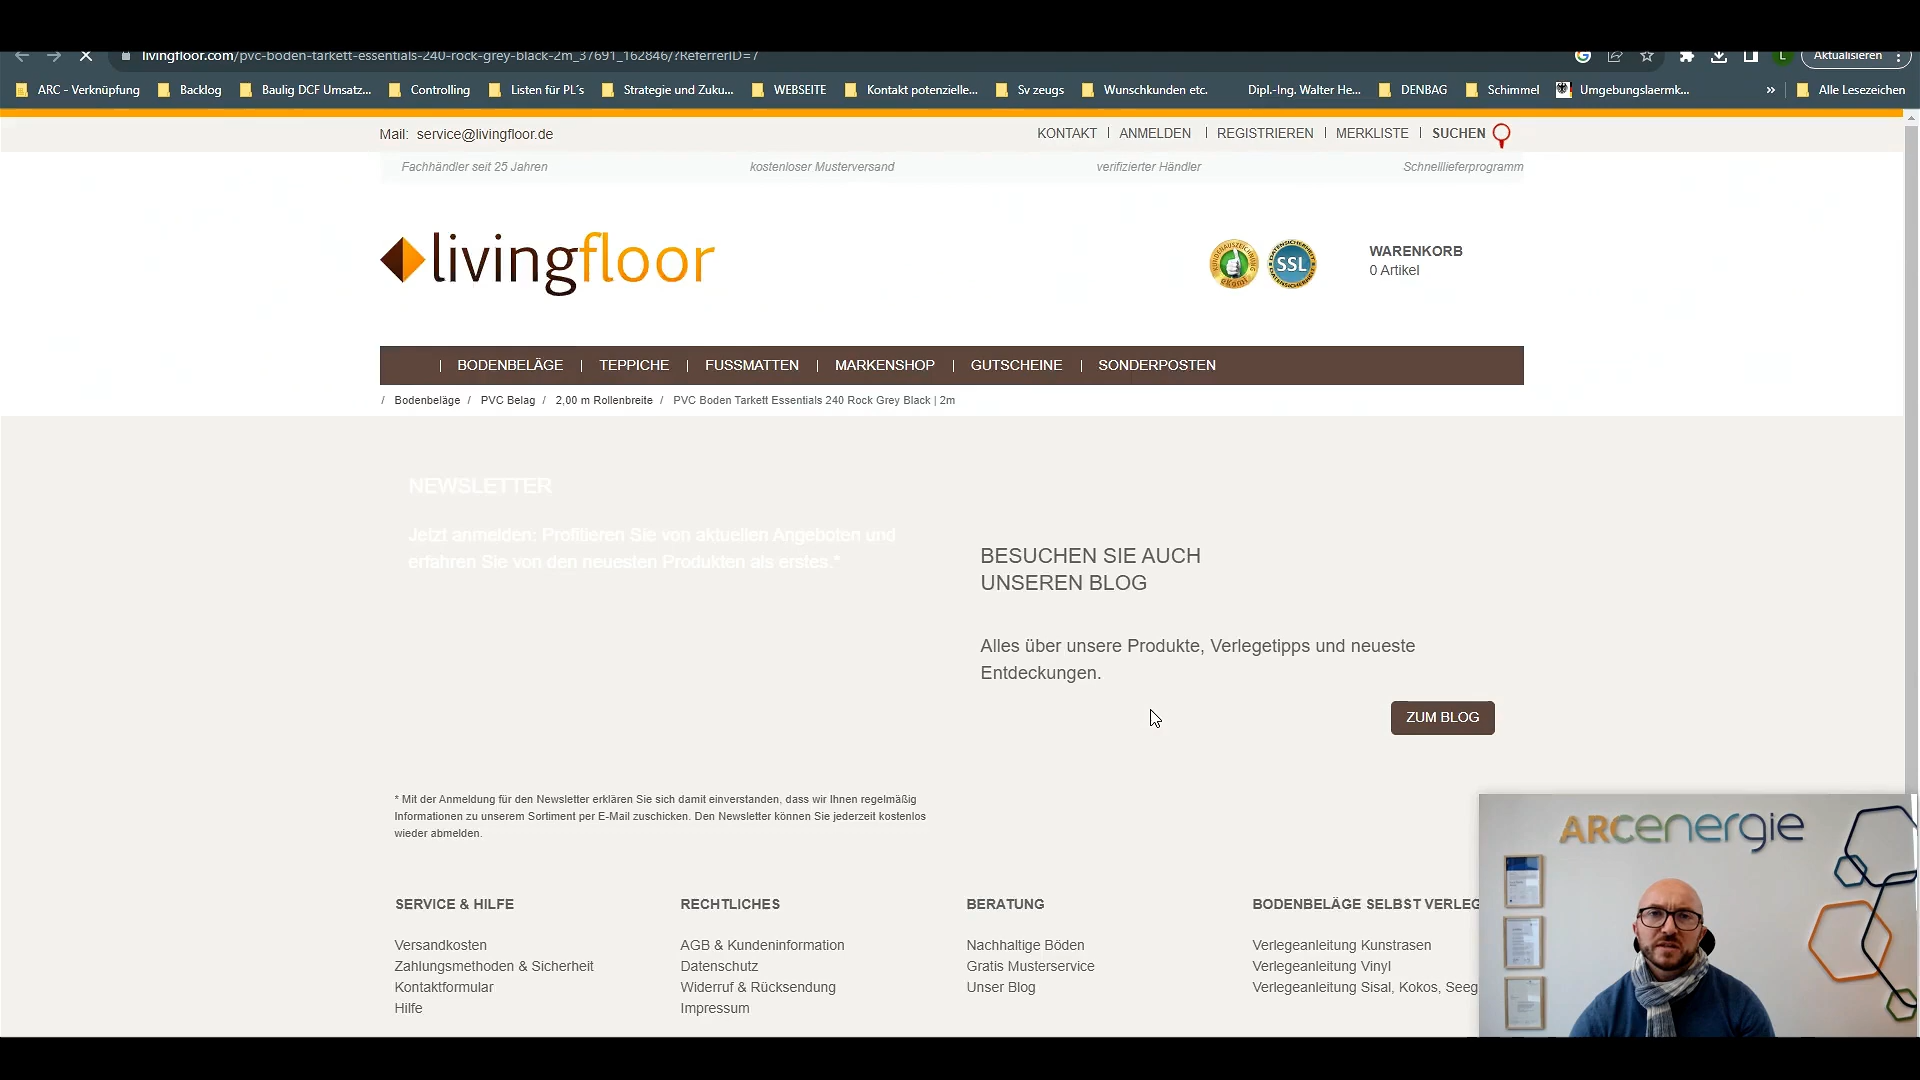 livingfloor.com/pvc-boden-tarkett-essentials-240-rock-grey-black-2m_37691_162846/?ReferrerID=7
L
Aktualisieren
ARC - Verknüpfung
Backlog
Baulig DCF Umsatz...
Controlling
Listen für PL´s
Strategie und Zuku...
WEBSEITE
Kontakt potenzielle...
Sv zeugs
Wunschkunden etc.
Dipl.-Ing. Walter He...
DENBAG
Schimmel
Umgebungslaermk...
»
Alle Lesezeichen
Mail: service@livingfloor.de
KONTAKT | ANMELDEN | REGISTRIEREN | MERKLISTE | SUCHEN
Fachhändler seit 25 Jahren
kostenloser Musterversand
verifizierter Händler
Schnelllieferprogramm
livingfloor
KUNDENAUSZEICHNUNG
eKomi
DATENSICHERHEIT
SSL
WARENKORB
0 Artikel
| BODENBELÄGE | TEPPICHE | FUSSMATTEN | MARKENSHOP | GUTSCHEINE | SONDERPOSTEN
/ Bodenbeläge / PVC Belag / 2,00 m Rollenbreite / PVC Boden Tarkett Essentials 240 Rock Grey Black | 2m
NEWSLETTER
Jetzt anmelden: Profitieren Sie von aktuellen Angeboten und
erfahren Sie von den neuesten Produkten als erstes.*
BESUCHEN SIE AUCH
UNSEREN BLOG
Alles über unsere Produkte, Verlegetipps und neueste
Entdeckungen.
ZUM BLOG
* Mit der Anmeldung für den Newsletter erklären Sie sich damit einverstanden, dass wir Ihnen regelmäßig
Informationen zu unserem Sortiment per E-Mail zuschicken. Den Newsletter können Sie jederzeit kostenlos
wieder abmelden.
SERVICE & HILFE
Versandkosten
Zahlungsmethoden & Sicherheit
Kontaktformular
Hilfe
RECHTLICHES
AGB & Kundeninformation
Datenschutz
Widerruf & Rücksendung
Impressum
BERATUNG
Nachhaltige Böden
Gratis Musterservice
Unser Blog
BODENBELÄGE SELBST VERLEG
Verlegeanleitung Kunstrasen
Verlegeanleitung Vinyl
Verlegeanleitung Sisal, Kokos, Seeg
ARCenergie